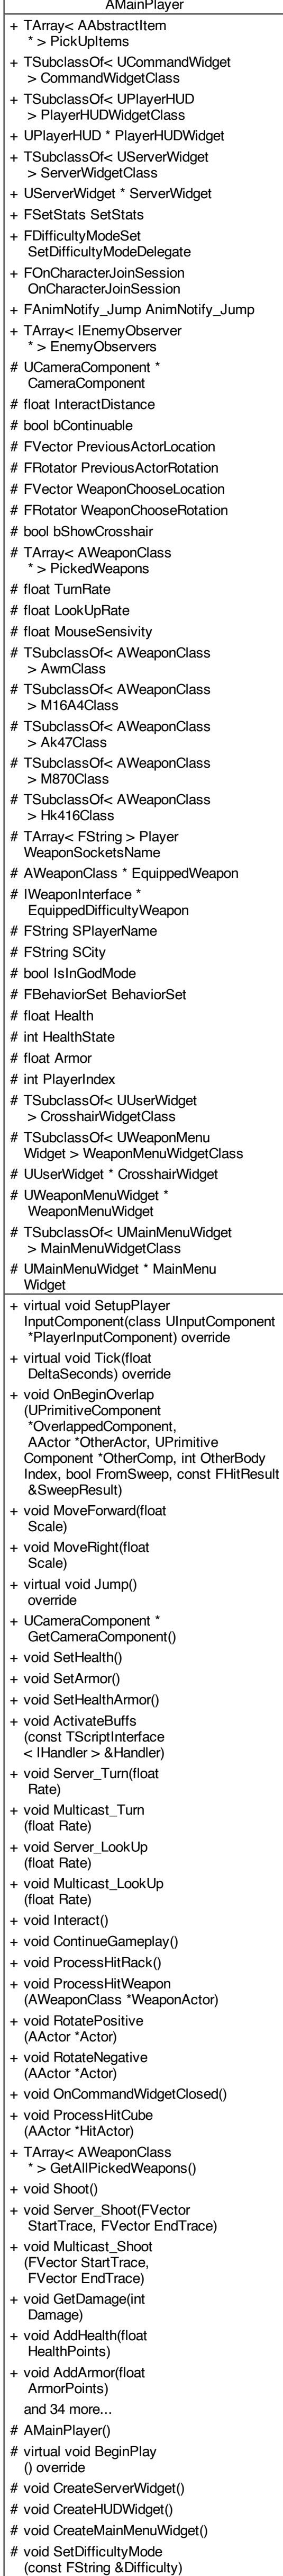 AMainPlayer
+ TArray< AAbstractItem
* > PickUpItems
+ TSubclassOf< UCommandWidget
> CommandWidgetClass
+ TSubclassOf< UPlayerHUD
> PlayerHUDWidgetClass
+ UPlayerHUD * PlayerHUDWidget
+ TSubclassOf< UServerWidget
> ServerWidgetClass
+ UServerWidget * ServerWidget
+ FSetStats SetStats
+ FDifficultyModeSet
SetDifficultyModeDelegate
+ FOnCharacterJoinSession
OnCharacterJoinSession
+ FAnimNotify_Jump AnimNotify_Jump
+ TArray< IEnemyObserver
* > EnemyObservers
# UCameraComponent *
CameraComponent
# float InteractDistance
# bool bContinuable
# FVector PreviousActorLocation
# FRotator PreviousActorRotation
# FVector WeaponChooseLocation
# FRotator WeaponChooseRotation
# bool bShowCrosshair
# TArray< AWeaponClass
* > PickedWeapons
# float TurnRate
# float LookUpRate
# float MouseSensivity
# TSubclassOf< AWeaponClass
> AwmClass
# TSubclassOf< AWeaponClass
> M16A4Class
# TSubclassOf< AWeaponClass
> Ak47Class
# TSubclassOf< AWeaponClass
> M870Class
# TSubclassOf< AWeaponClass
> Hk416Class
# TArray< FString > Player
WeaponSocketsName
# AWeaponClass * EquippedWeapon
# IWeaponInterface *
EquippedDifficultyWeapon
# FString SPlayerName
# FString SCity
# bool IsInGodMode
# FBehaviorSet BehaviorSet
# float Health
# int HealthState
# float Armor
# int PlayerIndex
# TSubclassOf< UUserWidget
> CrosshairWidgetClass
# TSubclassOf< UWeaponMenu
Widget > WeaponMenuWidgetClass
# UUserWidget * CrosshairWidget
# UWeaponMenuWidget *
WeaponMenuWidget
# TSubclassOf< UMainMenuWidget
> MainMenuWidgetClass
# UMainMenuWidget * MainMenu
Widget
+ virtual void SetupPlayer
InputComponent(class UInputComponent
*PlayerInputComponent) override
+ virtual void Tick(float
DeltaSeconds) override
+ void OnBeginOverlap
(UPrimitiveComponent
*OverlappedComponent,
AActor *OtherActor, UPrimitive
Component *OtherComp, int OtherBody
Index, bool FromSweep, const FHitResult
&SweepResult)
+ void MoveForward(float
Scale)
+ void MoveRight(float
Scale)
+ virtual void Jump()
override
+ UCameraComponent *
GetCameraComponent()
+ void SetHealth()
+ void SetArmor()
+ void SetHealthArmor()
+ void ActivateBuffs
(const TScriptInterface
< IHandler > &Handler)
+ void Server_Turn(float
Rate)
+ void Multicast_Turn
(float Rate)
+ void Server_LookUp
(float Rate)
+ void Multicast_LookUp
(float Rate)
+ void Interact()
+ void ContinueGameplay()
+ void ProcessHitRack()
+ void ProcessHitWeapon
(AWeaponClass *WeaponActor)
+ void RotatePositive
(AActor *Actor)
+ void RotateNegative
(AActor *Actor)
+ void OnCommandWidgetClosed()
+ void ProcessHitCube
(AActor *HitActor)
+ TArray< AWeaponClass
* > GetAllPickedWeapons()
+ void Shoot()
+ void Server_Shoot(FVector
StartTrace, FVector EndTrace)
+ void Multicast_Shoot
(FVector StartTrace,
FVector EndTrace)
+ void GetDamage(int
Damage)
+ void AddHealth(float
HealthPoints)
+ void AddArmor(float
ArmorPoints)
and 34 more...
# AMainPlayer()
# virtual void BeginPlay
() override
# void CreateServerWidget()
# void CreateHUDWidget()
# void CreateMainMenuWidget()
# void SetDifficultyMode
(const FString &Difficulty)